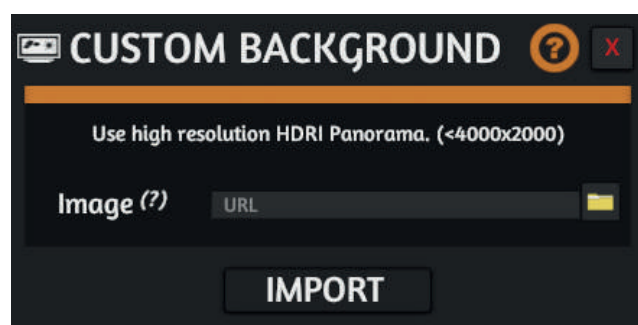 CUSTOM BACKGROUND ? X
Use high resolution HDRI Panorama. (<4000x2000)
Image (?) URL
IMPORT